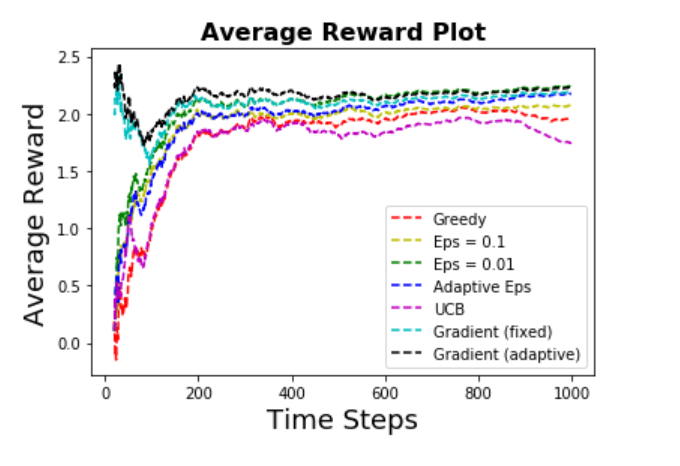 Average Reward Plot
Average Reward
2.5
2.0
1.5
1.0
0.5
0.0
Greedy
Eps = 0.1
Eps = 0.01
Adaptive Eps
UCB
Gradient (fixed)
Gradient (adaptive)
0 200 400 600 800 1000
Time Steps